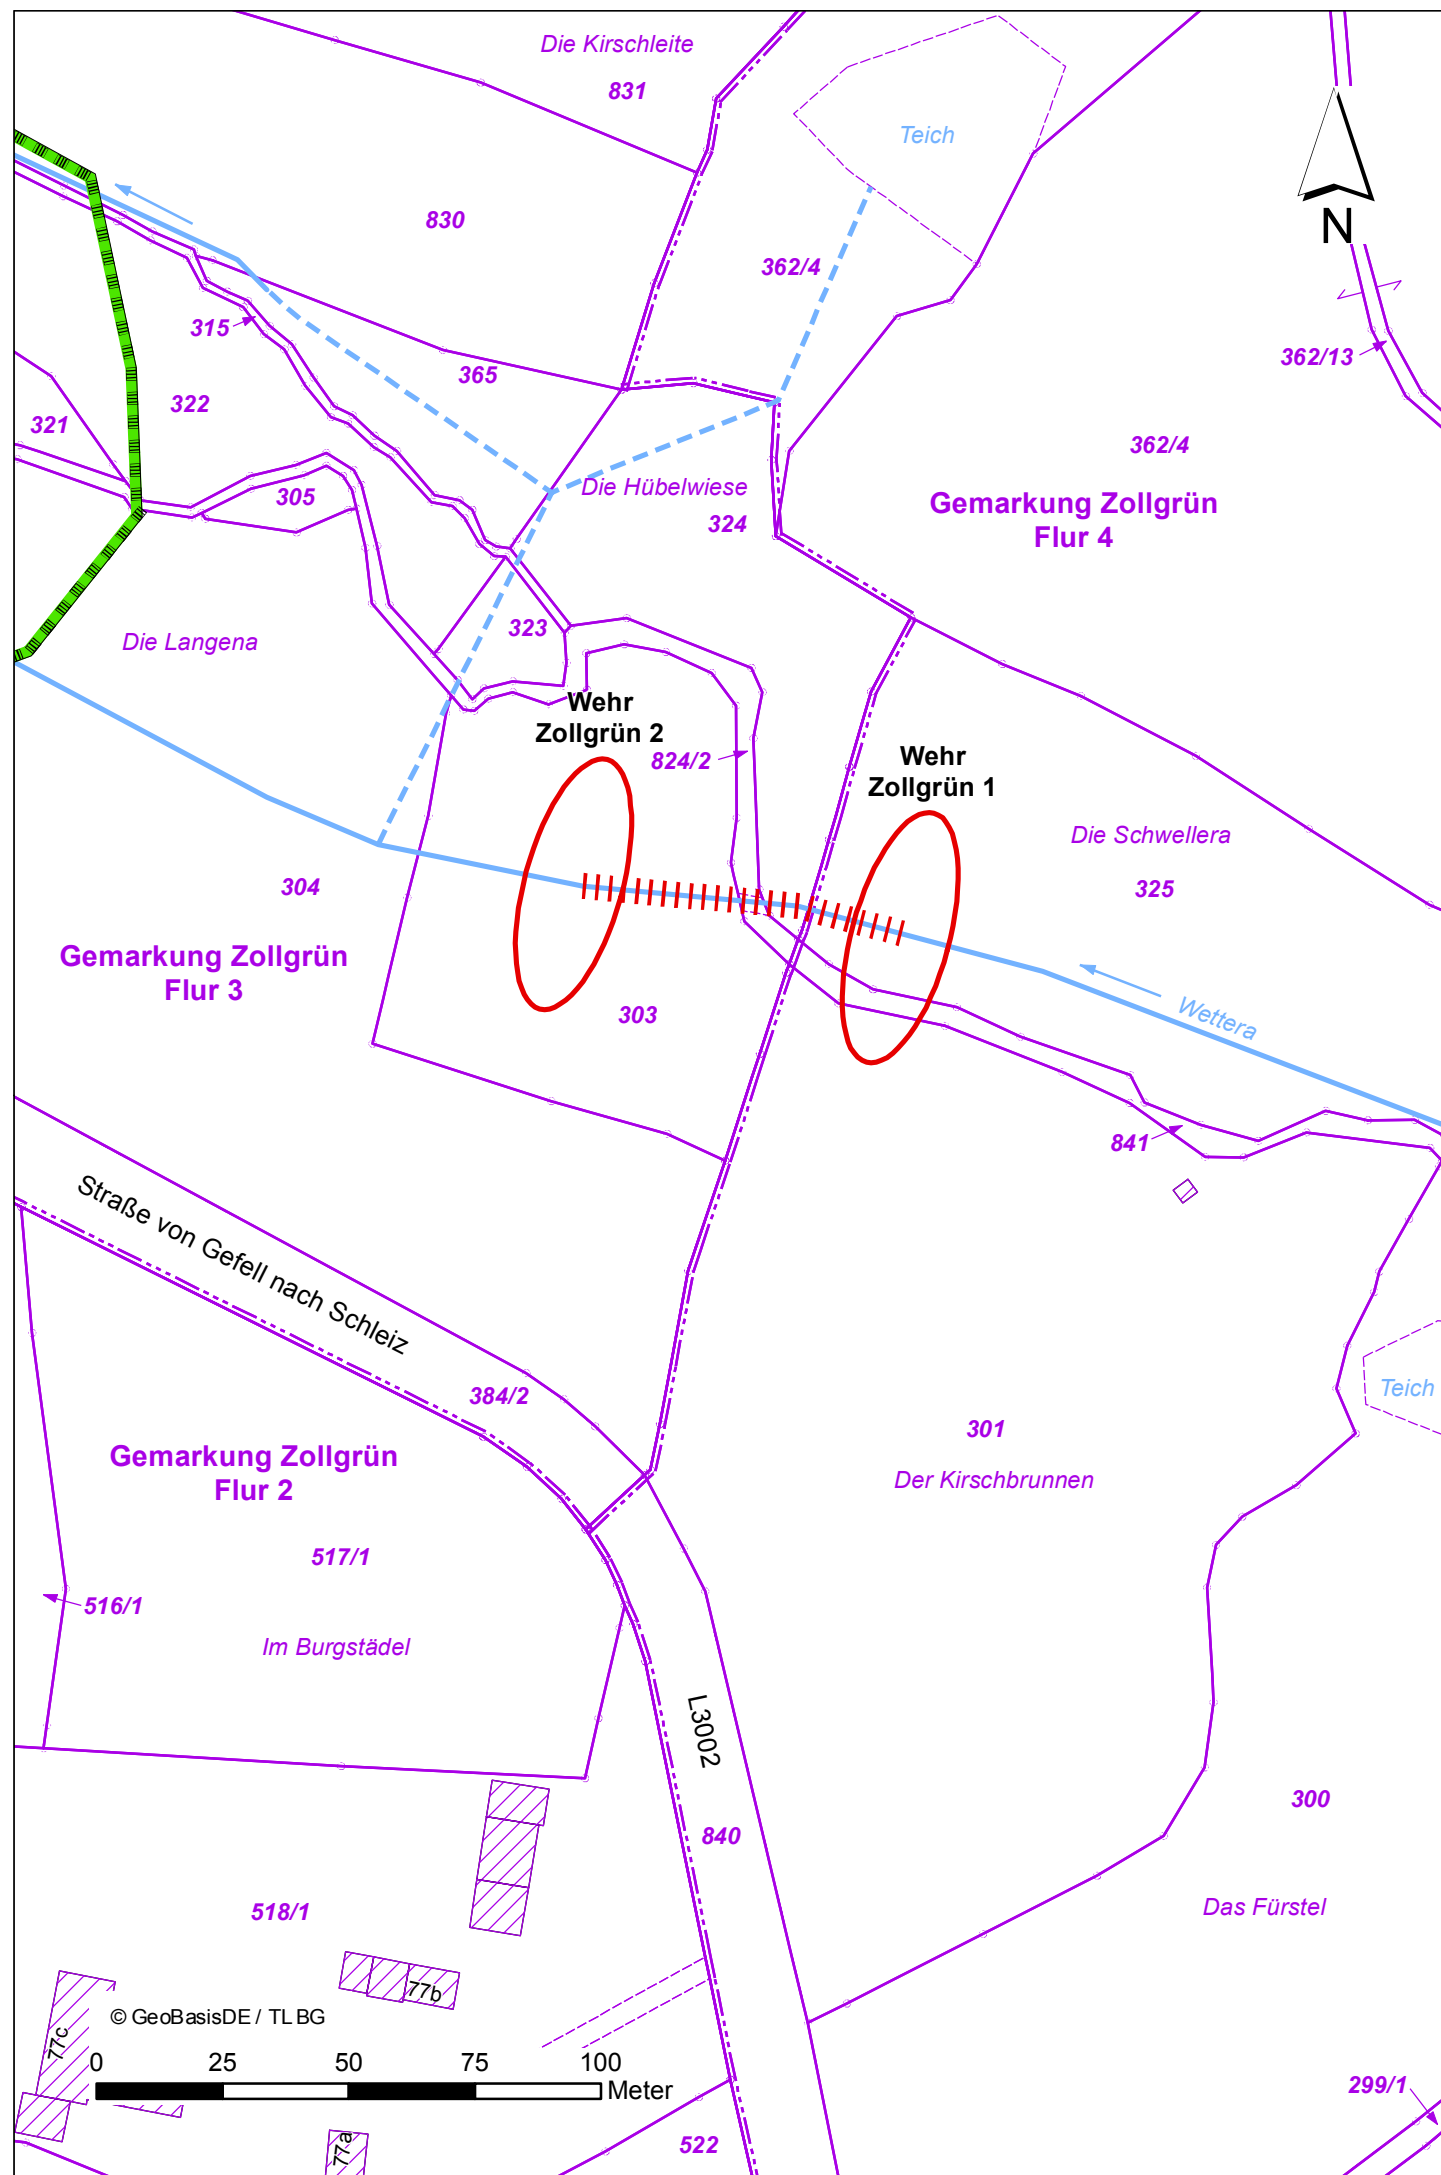 Die Kirschleite
831
Teich
830
362/4
N
315
362/13
365
322
321
362/4
Die Hübelwiese
305
324
Gemarkung Zollgrün
Flur 4
323
Die Langena
Wehr
Zollgrün 2
824/2
Wehr
Zollgrün 1
Die Schwellera
325
304
Gemarkung Zollgrün
Flur 3
303
Wettera
841
Straße von Gefell nach Schleiz
384/2
Teich
301
Der Kirschbrunnen
Gemarkung Zollgrün
Flur 2
517/1
516/1
Im Burgstädel
L3002
300
840
Das Fürstel
518/1
77b
© GeoBasisDE / TLBG
77c
0 25 50 75 100
Meter
299/1
77a
522